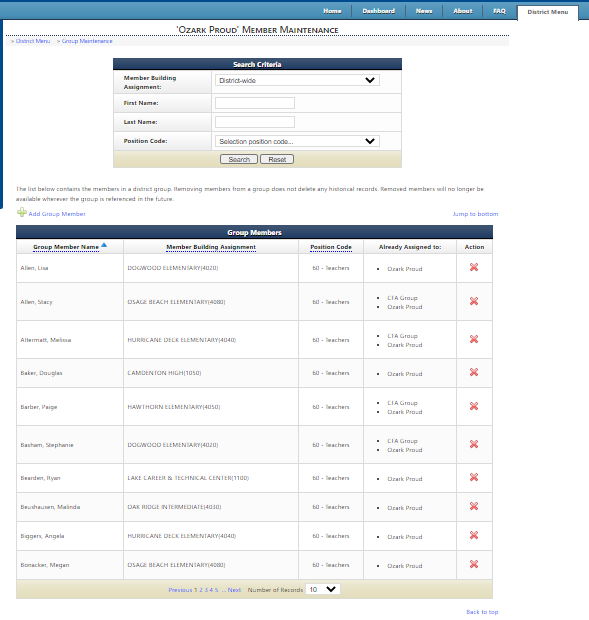 Home Dashboard News About FAQ District Menu
'Ozark Proud' Member Maintenance
> District Menu > Group Maintenance
Search Criteria
Member Building Assignment: District-wide
First Name:
Last Name:
Position Code: Selection position code...
Search Reset
The list below contains the members in a district group. Removing members from a group does not delete any historical records. Removed members will no longer be
available wherever the group is referenced in the future.
Add Group Member Jump to bottom
Group Members
Group Member Name Member Building Assignment Position Code Already Assigned to: Action
Allen, Lisa DOGWOOD ELEMENTARY(4020) 60 - Teachers • Ozark Proud
Allen, Stacy OSAGE BEACH ELEMENTARY(4080) 60 - Teachers • CTA Group
• Ozark Proud
Altermatt, Melissa HURRICANE DECK ELEMENTARY(4040) 60 - Teachers • CTA Group
• Ozark Proud
Baker, Douglas CAMDENTON HIGH(1050) 60 - Teachers • Ozark Proud
Barber, Paige HAWTHORN ELEMENTARY(4050) 60 - Teachers • CTA Group
• Ozark Proud
Basham, Stephanie DOGWOOD ELEMENTARY(4020) 60 - Teachers • CTA Group
• Ozark Proud
Bearden, Ryan LAKE CAREER & TECHNICAL CENTER(1100) 60 - Teachers • Ozark Proud
Beushausen, Malinda OAK RIDGE INTERMEDIATE(4030) 60 - Teachers • Ozark Proud
Biggers, Angela HURRICANE DECK ELEMENTARY(4040) 60 - Teachers • Ozark Proud
Bonacker, Megan OSAGE BEACH ELEMENTARY(4080) 60 - Teachers • Ozark Proud
Previous 1 2 3 4 5 ... Next Number of Records 10
Back to top